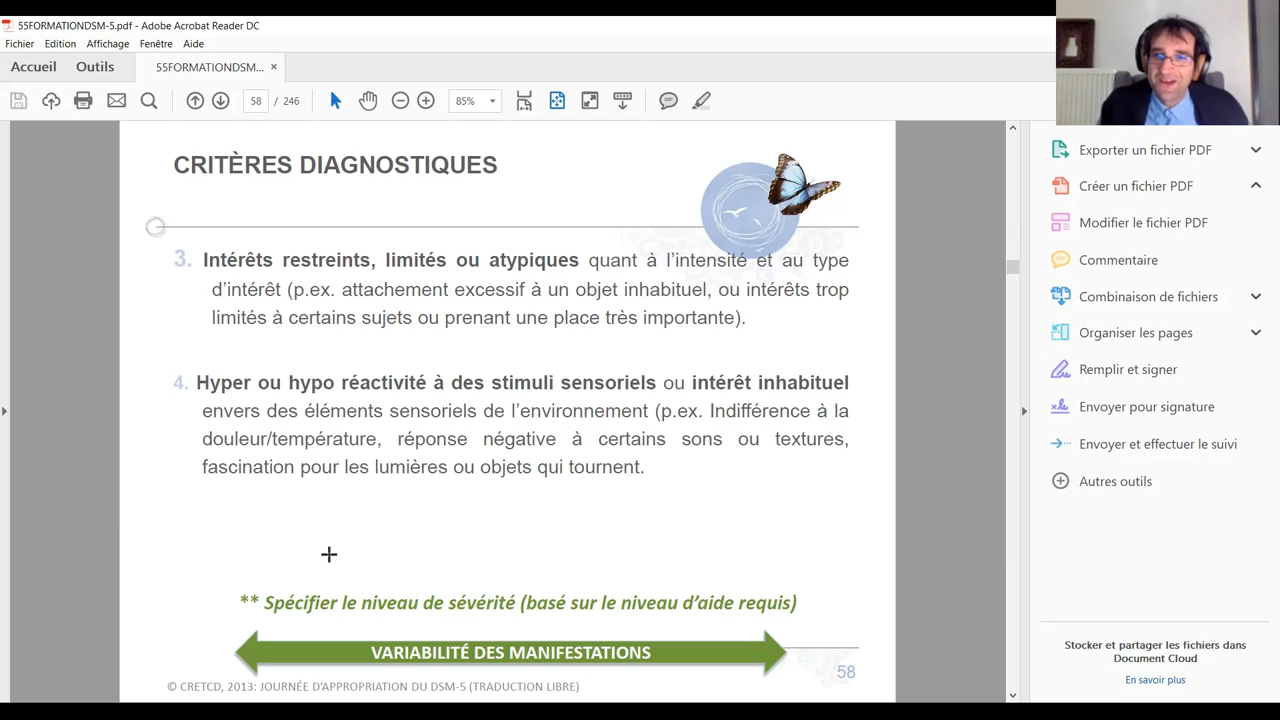 55FORMATIONDSM-5.pdf - Adobe Acrobat Reader DC
Fichier Edition Affichage Fenêtre Aide
Accueil Outils 55FORMATIONDSM... ×
58 / 246 85%
CRITÈRES DIAGNOSTIQUES
3. Intérêts restreints, limités ou atypiques quant à l'intensité et au type
d'intérêt (p.ex. attachement excessif à un objet inhabituel, ou intérêts trop
limités à certains sujets ou prenant une place très importante).
4. Hyper ou hypo réactivité à des stimuli sensoriels ou intérêt inhabituel
envers des éléments sensoriels de l'environnement (p.ex. Indifférence à la
douleur/température, réponse négative à certains sons ou textures,
fascination pour les lumières ou objets qui tournent.
** Spécifier le niveau de sévérité (basé sur le niveau d'aide requis)
VARIABILITÉ DES MANIFESTATIONS
58
© CRETCD, 2013: JOURNÉE D'APPROPRIATION DU DSM-5 (TRADUCTION LIBRE)
Exporter un fichier PDF
Créer un fichier PDF
Modifier le fichier PDF
Commentaire
Combinaison de fichiers
Organiser les pages
Remplir et signer
Envoyer pour signature
Envoyer et effectuer le suivi
Autres outils
Stocker et partager les fichiers dans
Document Cloud
En savoir plus